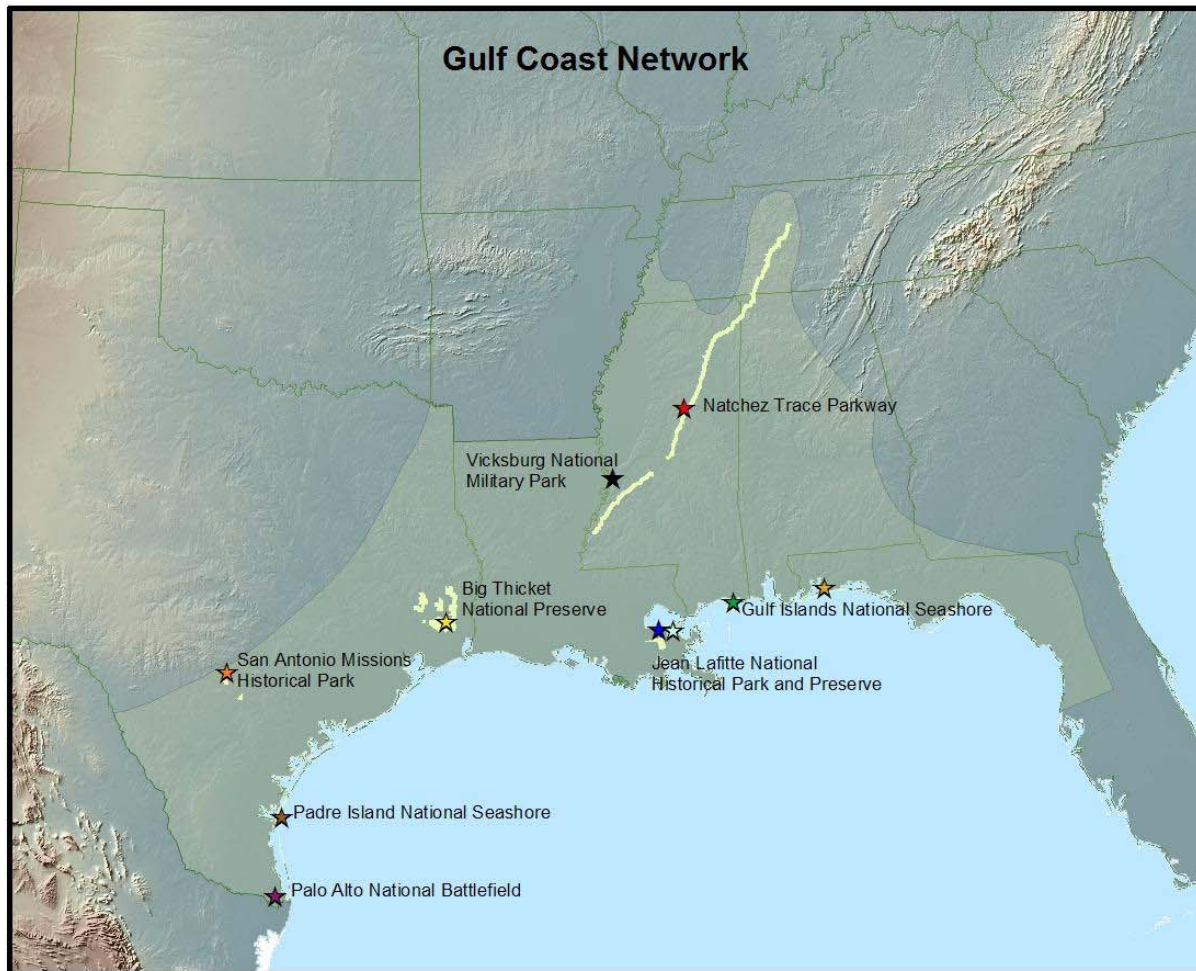 Gulf Coast Network
Natchez Trace Parkway
Vicksburg National
Military Park
Big Thicket
National Preserve
Gulf Islands National Seashore
San Antonio Missions
Historical Park
Jean Lafitte National
Historical Park and Preserve
Padre Island National Seashore
Palo Alto National Battlefield